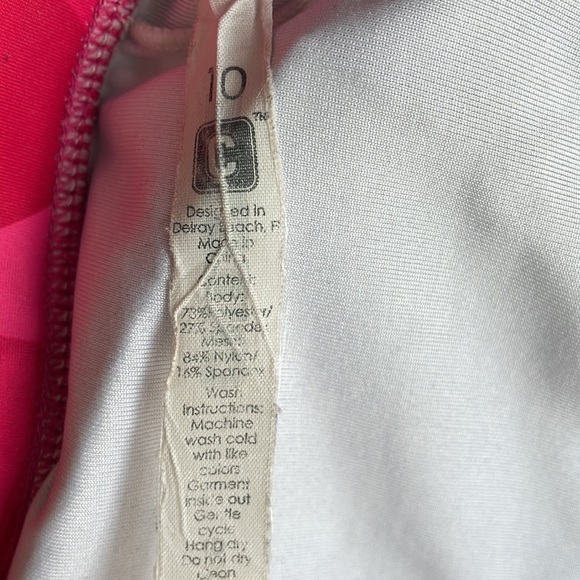 10
TM
C
Designed in
Delray Beach, F
Made in
China
Content:
Body:
73% Polyester/
27% Spandex
Mesh:
84% Nylon/
16% Spandex
Wash
Instructions:
Machine
wash cold
with like
colors
Garment
inside out
Gentle
cycle
Hang dry
Do not dry
Clean